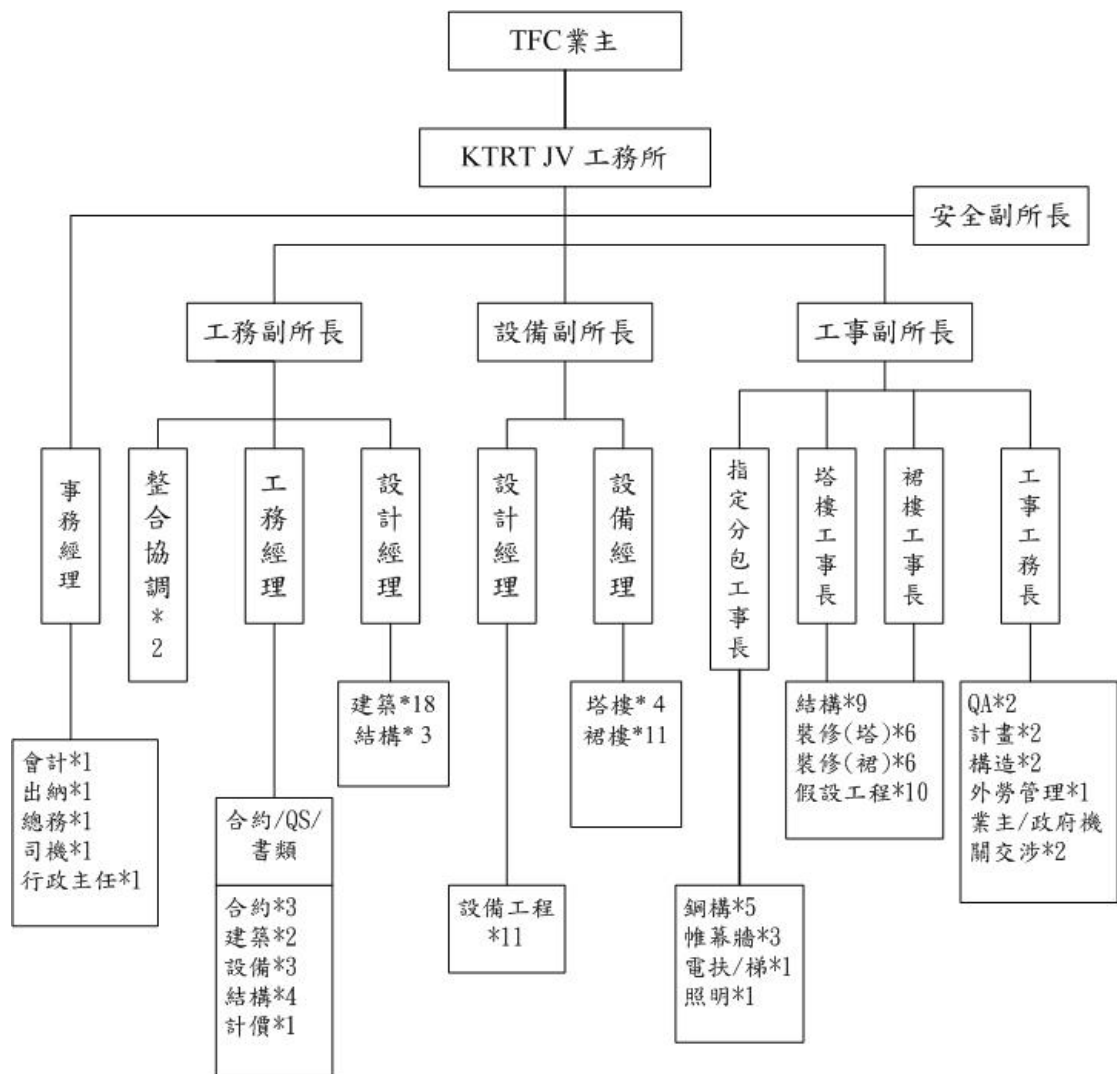 TFC業主
KTRT JV 工務所
安全副所長
工務副所長
設備副所長
工事副所長
事務經理
整合協調*2
工務經理
設計經理
設計經理
設備經理
指定分包工事長
塔樓工事長
裙樓工事長
工事工務長
會計*1
出納*1
總務*1
司機*1
行政主任*1
合約/QS/
書類
合約*3
建築*2
設備*3
結構*4
計價*1
建築*18
結構* 3
設備工程
*11
塔樓* 4
裙樓*11
鋼構*5
帷幕牆*3
電扶/梯*1
照明*1
結構*9
裝修(塔)*6
裝修(裙)*6
假設工程*10
QA*2
計畫*2
構造*2
外勞管理*1
業主/政府機
關交涉*2